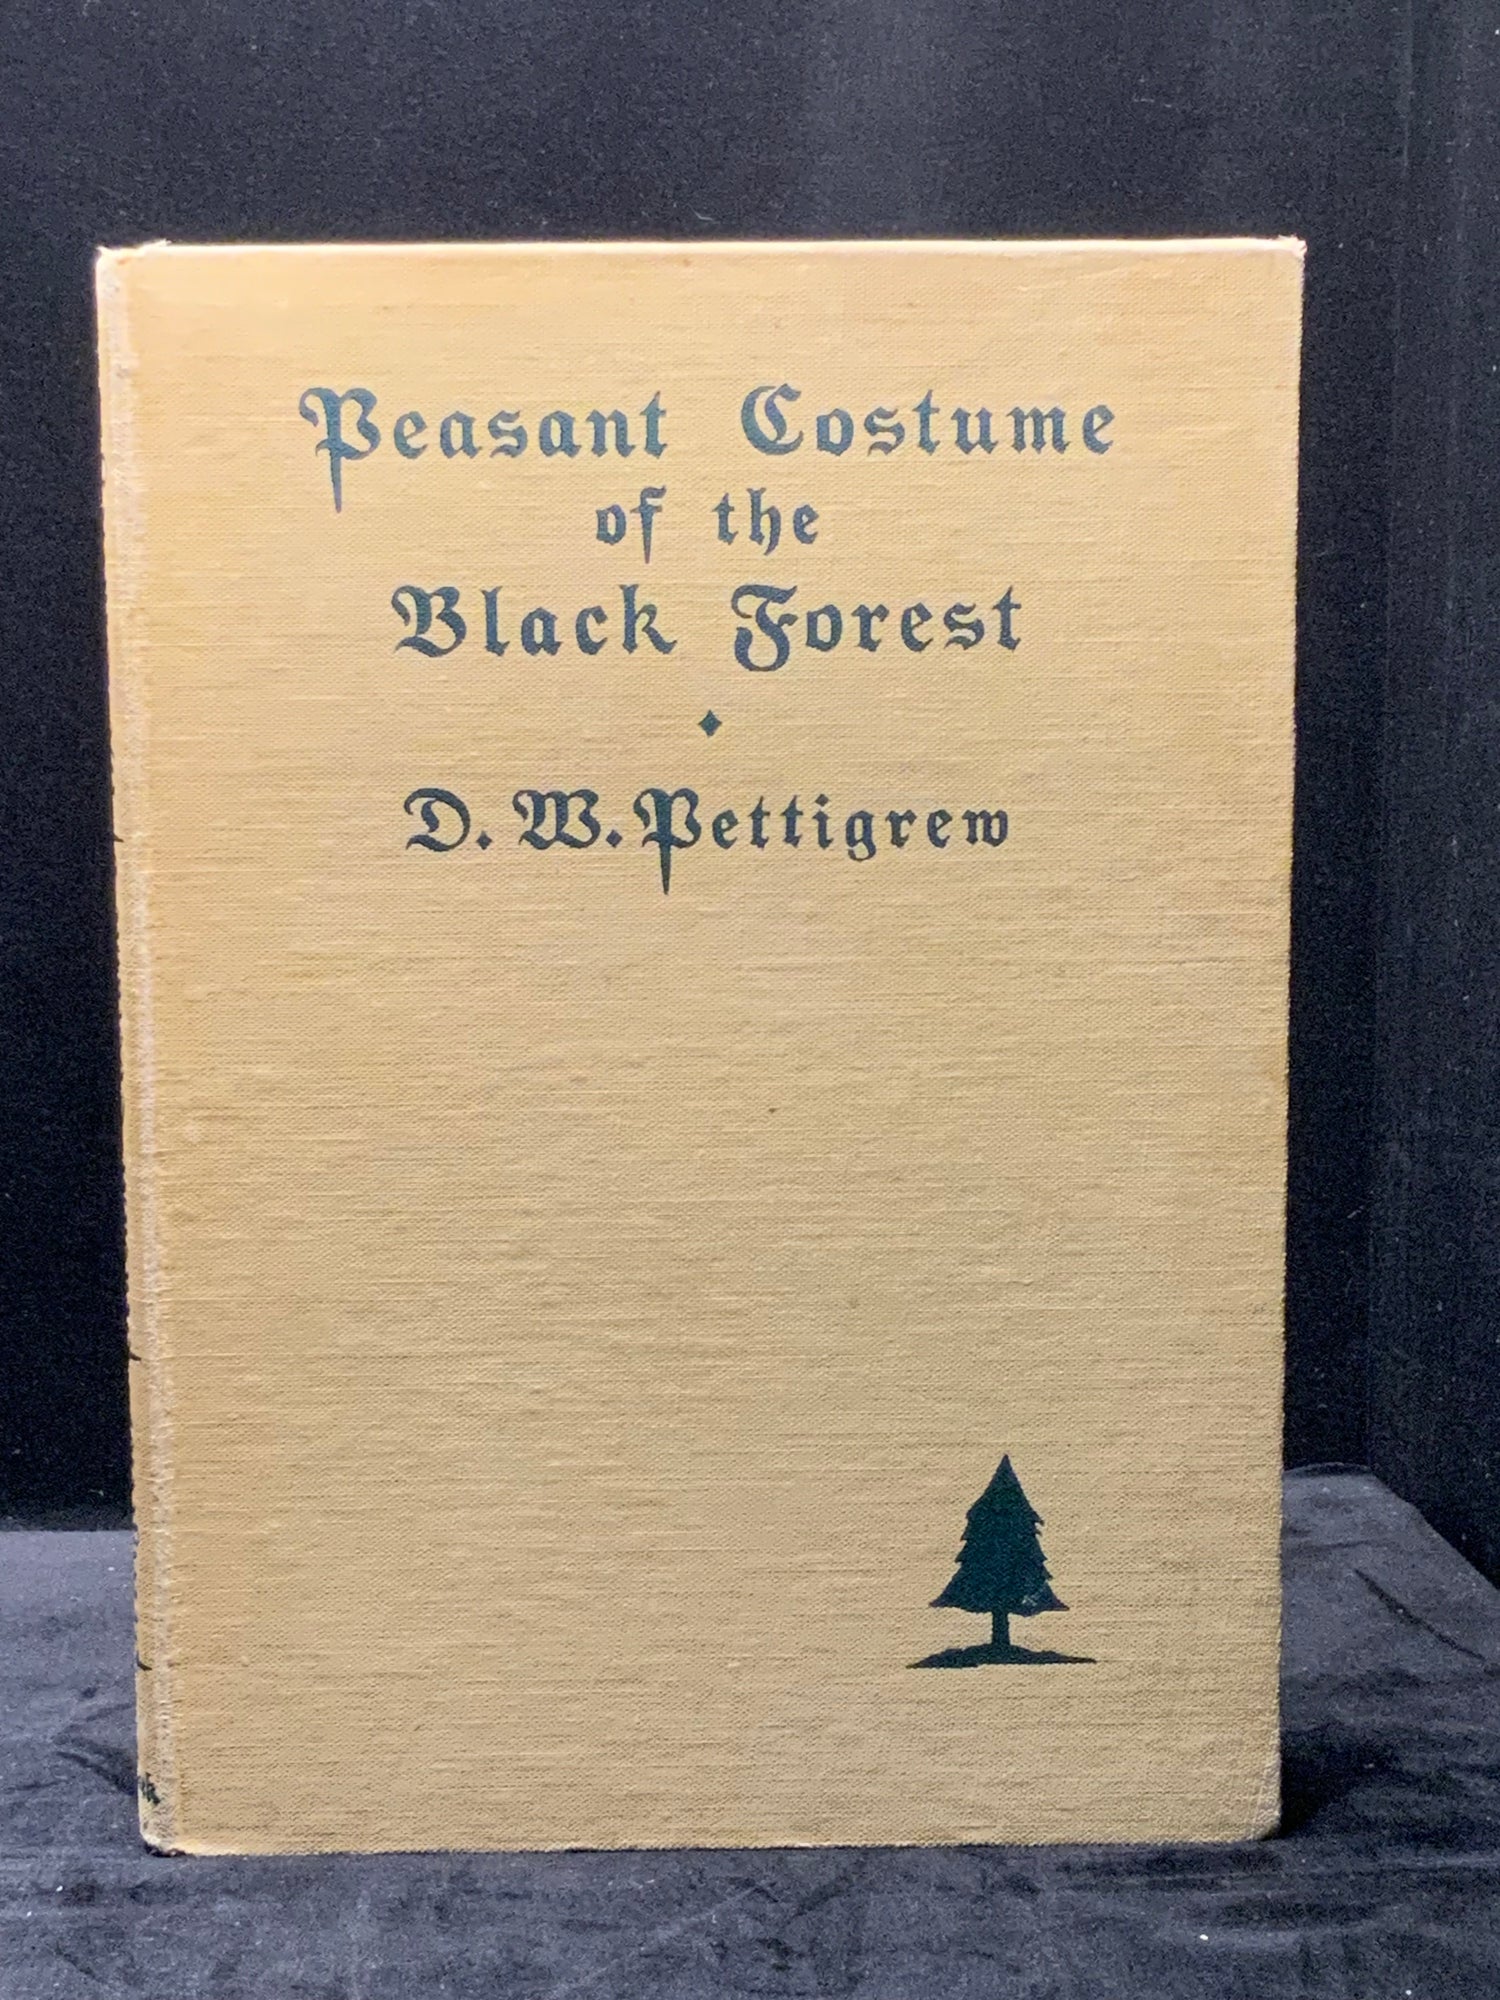 Peasant Costume
of the
Black Forest
D. W. Pettigrew